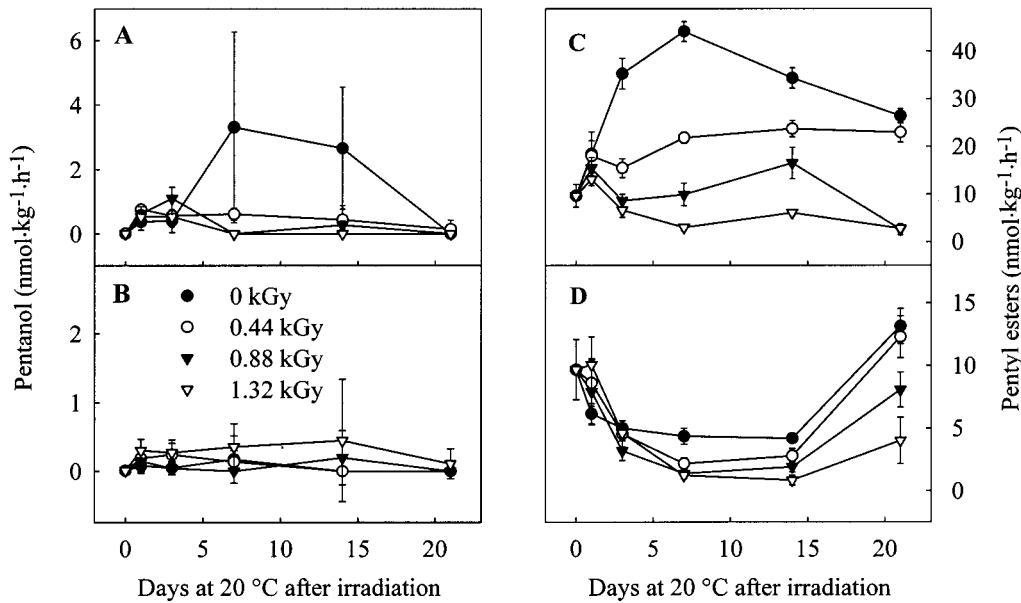 A
6
4
2
0
Pentanol (nmol·kg⁻¹·h⁻¹)
B
0 kGy
0.44 kGy
0.88 kGy
1.32 kGy
2
1
0
0 5 10 15 20
Days at 20 °C after irradiation
C
40
30
20
10
0
Pentyl esters (nmol·kg⁻¹·h⁻¹)
D
15
10
5
0
0 5 10 15 20
Days at 20 °C after irradiation